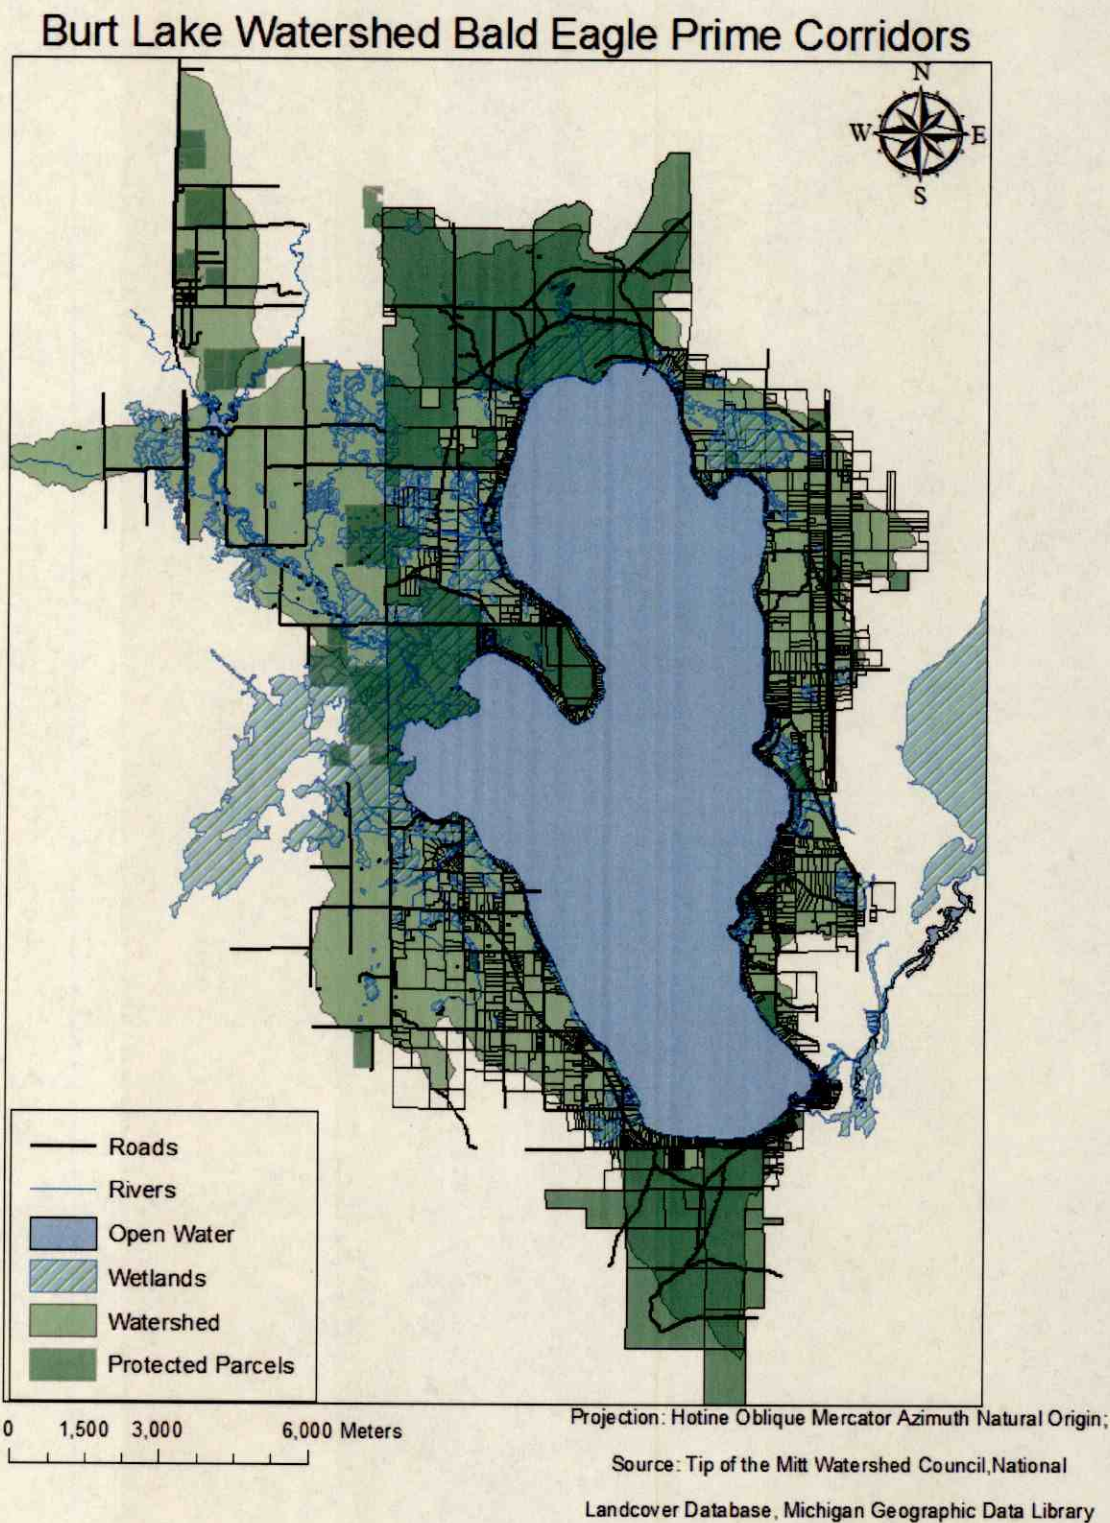 Burt Lake Watershed Bald Eagle Prime Corridors
N
W E
S
Roads
Rivers
Open Water
Wetlands
Watershed
Protected Parcels
0 1,500 3,000 6,000 Meters
Projection: Hotine Oblique Mercator Azimuth Natural Origin;
Source: Tip of the Mitt Watershed Council,National
Landcover Database, Michigan Geographic Data Library